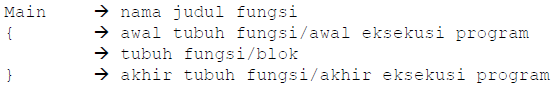 Main → nama judul fungsi
{ → awal tubuh fungsi/awal eksekusi program
→ tubuh fungsi/blok
} → akhir tubuh fungsi/akhir eksekusi program